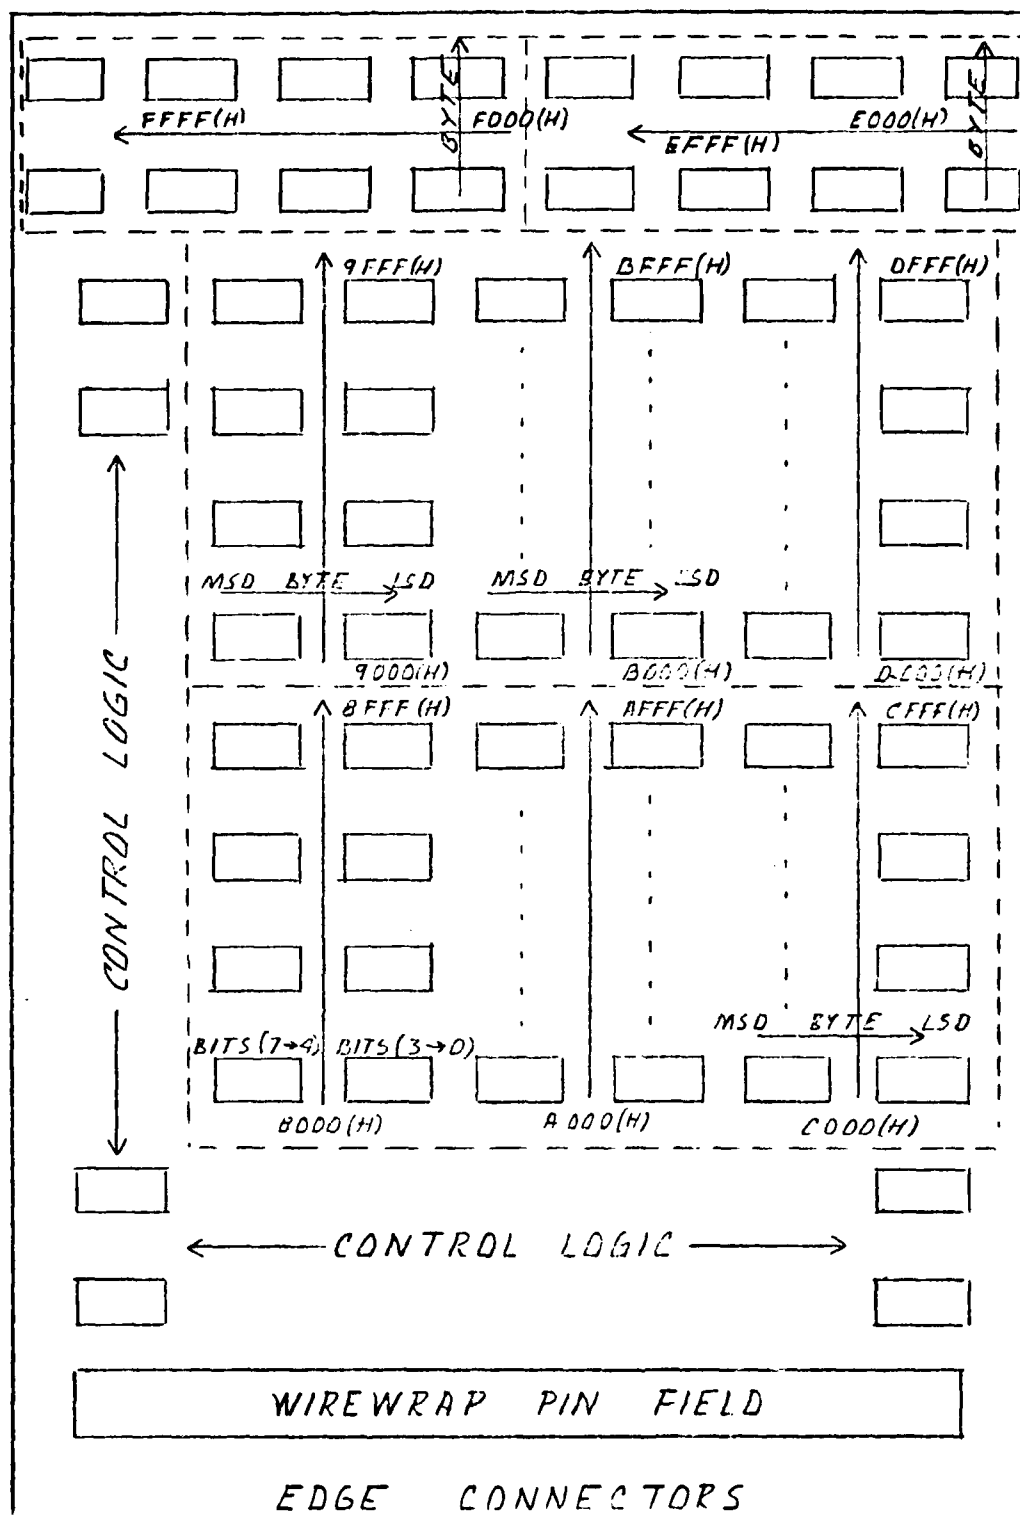 BYTE
BYTE
FFFF(H) F000(H) E000(H)
EFFF(H)
9FFF(H) BFFF(H) DFFF(H)
MSD BYTE LSD MSD BYTE LSD
9000(H) B000(H) D000(H)
8FFF(H) AFFF(H) CFFF(H)
CONTROL LOGIC
MSD BYTE LSD
BITS(7→4) BITS(3→0)
8000(H) A000(H) C000(H)
CONTROL LOGIC
WIREWRAP PIN FIELD
EDGE CONNECTORS